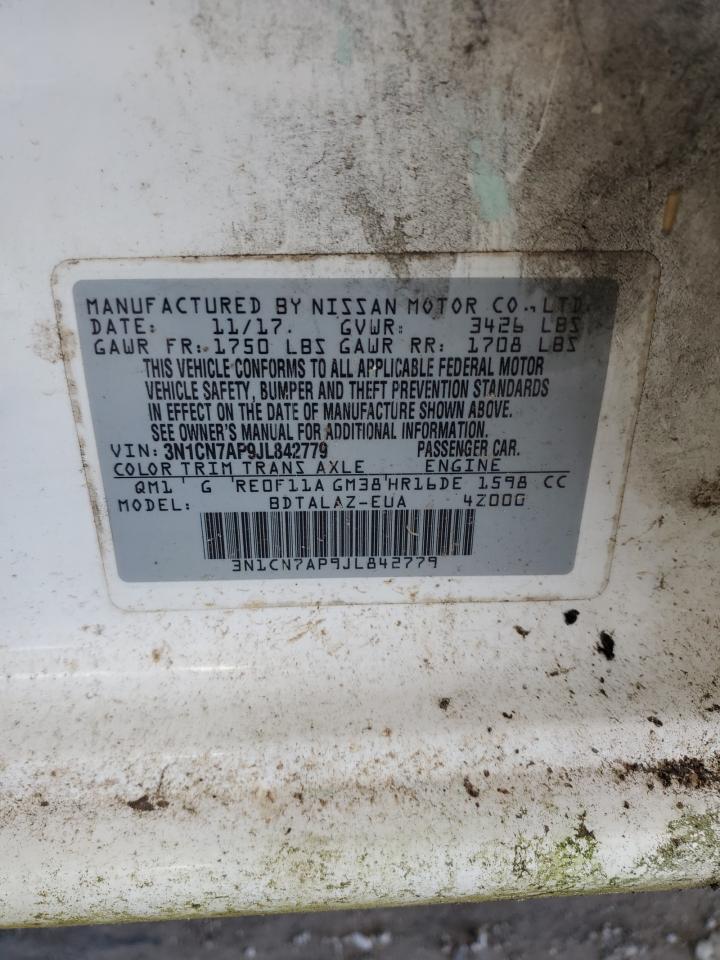 MANUFACTURED BY NISSAN MOTOR CO., LTD.
DATE: 11/17. GVWR: 3426 LBS
GAWR FR: 1750 LBS GAWR RR: 1708 LBS
THIS VEHICLE CONFORMS TO ALL APPLICABLE FEDERAL MOTOR
VEHICLE SAFETY, BUMPER AND THEFT PREVENTION STANDARDS
IN EFFECT ON THE DATE OF MANUFACTURE SHOWN ABOVE.
SEE OWNER'S MANUAL FOR ADDITIONAL INFORMATION.
VIN: 3N1CN7AP9JL842779 PASSENGER CAR.
COLOR TRIM TRANS AXLE ENGINE
QM1 G RE0F11A GM38 HR16DE 1598 CC
MODEL: BDTALAZ-EUA 4Z000
3N1CN7AP9JL842779